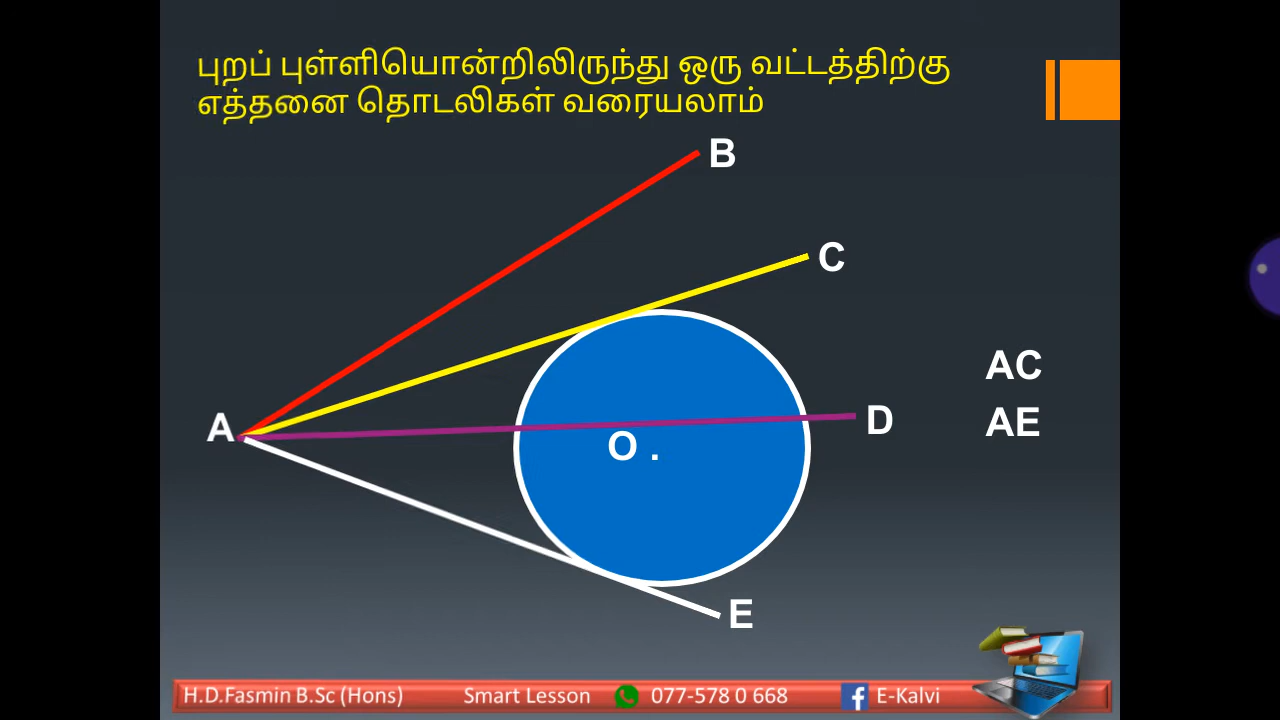 புறப் புள்ளியொன்றிலிருந்து ஒரு வட்டத்திற்கு
எத்தனை தொடலிகள் வரையலாம்
B
C
AC
A
D
AE
O .
E
H.D.Fasmin B.Sc (Hons) Smart Lesson 077-578 0 668 E-Kalvi